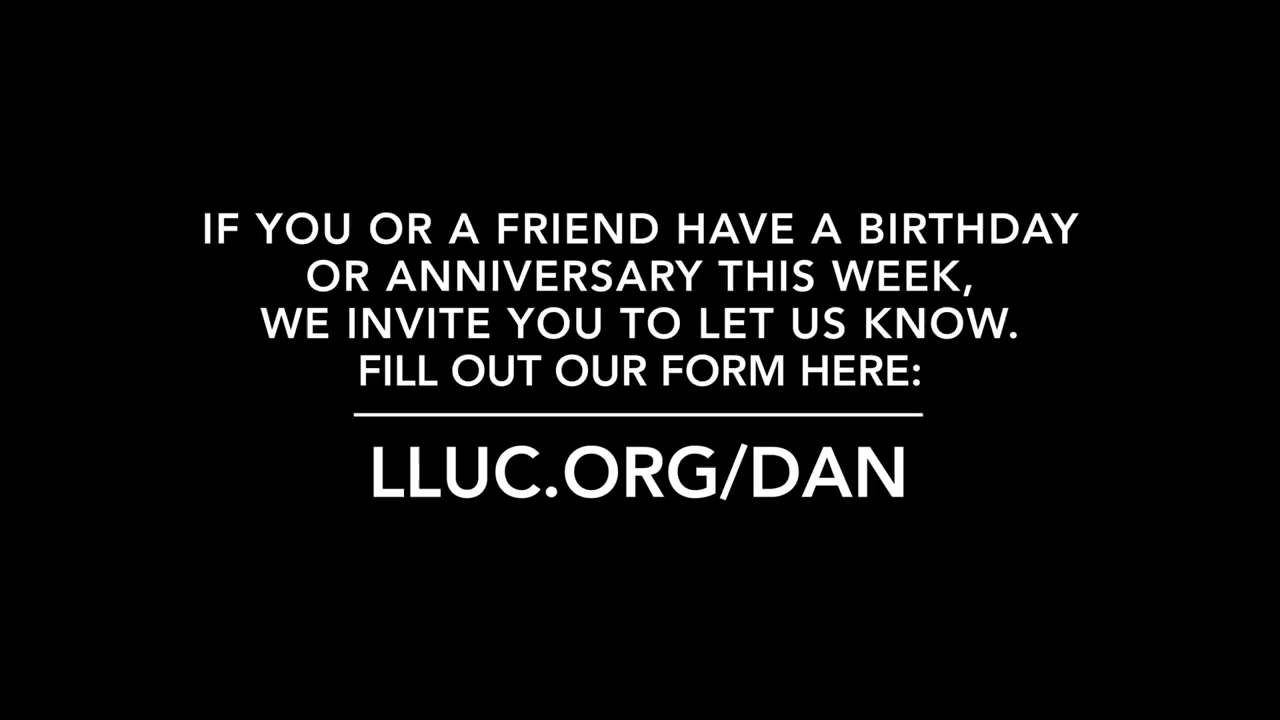 IF YOU OR A FRIEND HAVE A BIRTHDAY
OR ANNIVERSARY THIS WEEK,
WE INVITE YOU TO LET US KNOW.
FILL OUT OUR FORM HERE:
LLUC.ORG/DAN